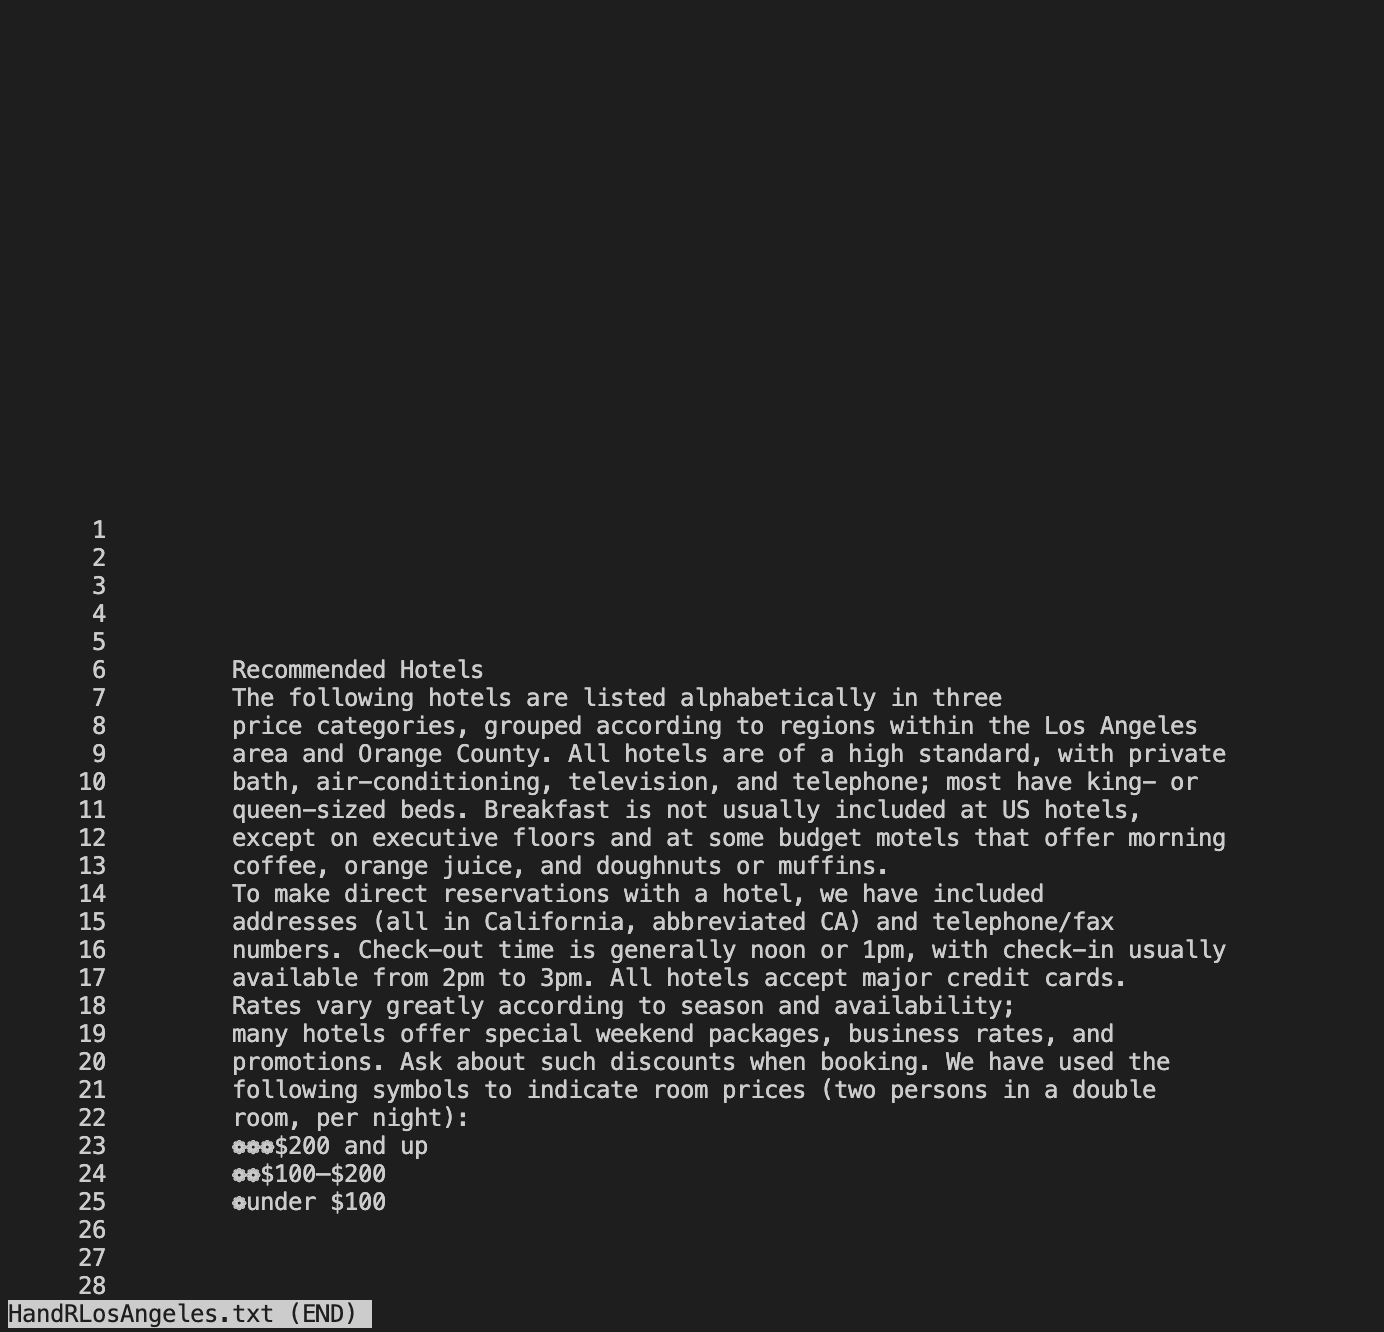 1
2
3
4
5
6 Recommended Hotels
7 The following hotels are listed alphabetically in three
8 price categories, grouped according to regions within the Los Angeles
9 area and Orange County. All hotels are of a high standard, with private
10 bath, air-conditioning, television, and telephone; most have king- or
11 queen-sized beds. Breakfast is not usually included at US hotels,
12 except on executive floors and at some budget motels that offer morning
13 coffee, orange juice, and doughnuts or muffins.
14 To make direct reservations with a hotel, we have included
15 addresses (all in California, abbreviated CA) and telephone/fax
16 numbers. Check-out time is generally noon or 1pm, with check-in usually
17 available from 2pm to 3pm. All hotels accept major credit cards.
18 Rates vary greatly according to season and availability;
19 many hotels offer special weekend packages, business rates, and
20 promotions. Ask about such discounts when booking. We have used the
21 following symbols to indicate room prices (two persons in a double
22 room, per night):
23 ❁❁❁$200 and up
24 ❁❁$100—$200
25 ❁under $100
26
27
28
HandRLosAngeles.txt (END)